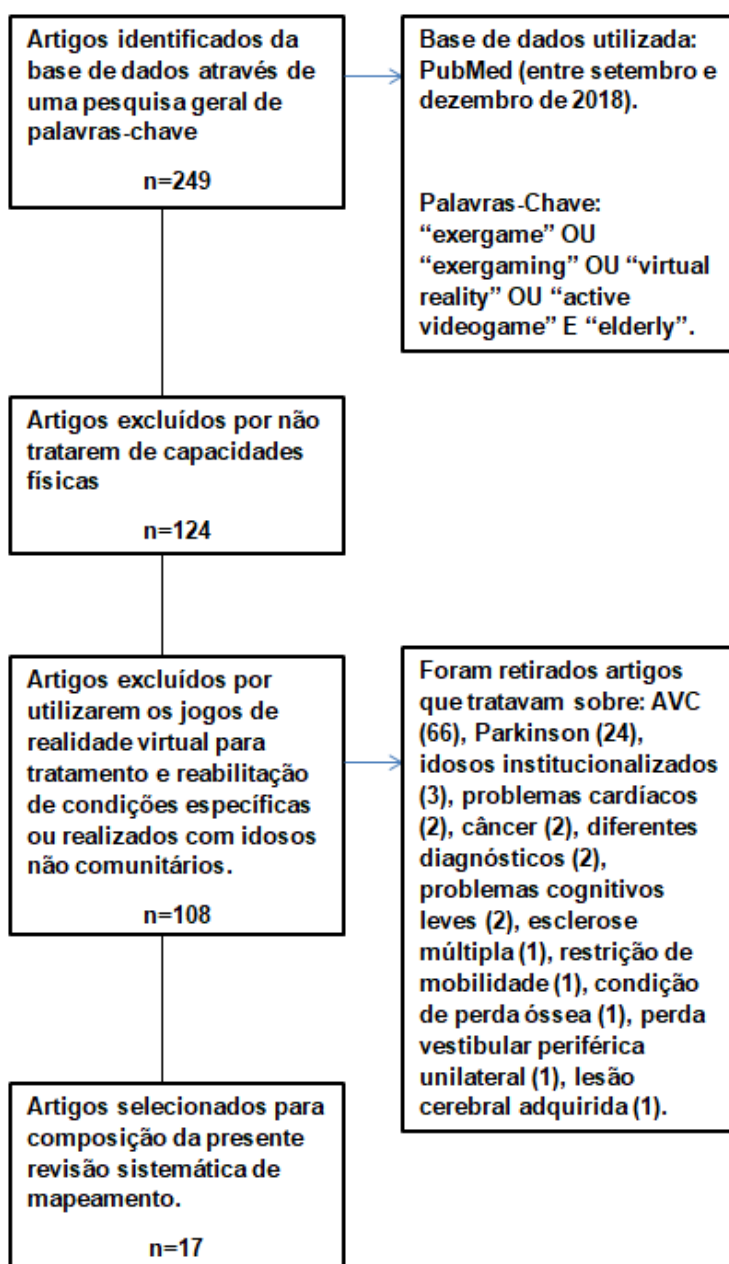 Artigos identificados da
base de dados através de
uma pesquisa geral de
palavras-chave
n=249
Base de dados utilizada:
PubMed (entre setembro e
dezembro de 2018).
Palavras-Chave:
“exergame” OU
“exergaming” OU “virtual
reality” OU “active
videogame” E “elderly”.
Artigos excluídos por não
tratarem de capacidades
físicas
n=124
Artigos excluídos por
utilizarem os jogos de
realidade virtual para
tratamento e reabilitação
de condições específicas
ou realizados com idosos
não comunitários.
n=108
Foram retirados artigos
que tratavam sobre: AVC
(66), Parkinson (24),
idosos institucionalizados
(3), problemas cardíacos
(2), câncer (2), diferentes
diagnósticos (2),
problemas cognitivos
leves (2), esclerose
múltipla (1), restrição de
mobilidade (1), condição
de perda óssea (1), perda
vestibular periférica
unilateral (1), lesão
cerebral adquirida (1).
Artigos selecionados para
composição da presente
revisão sistemática de
mapeamento.
n=17